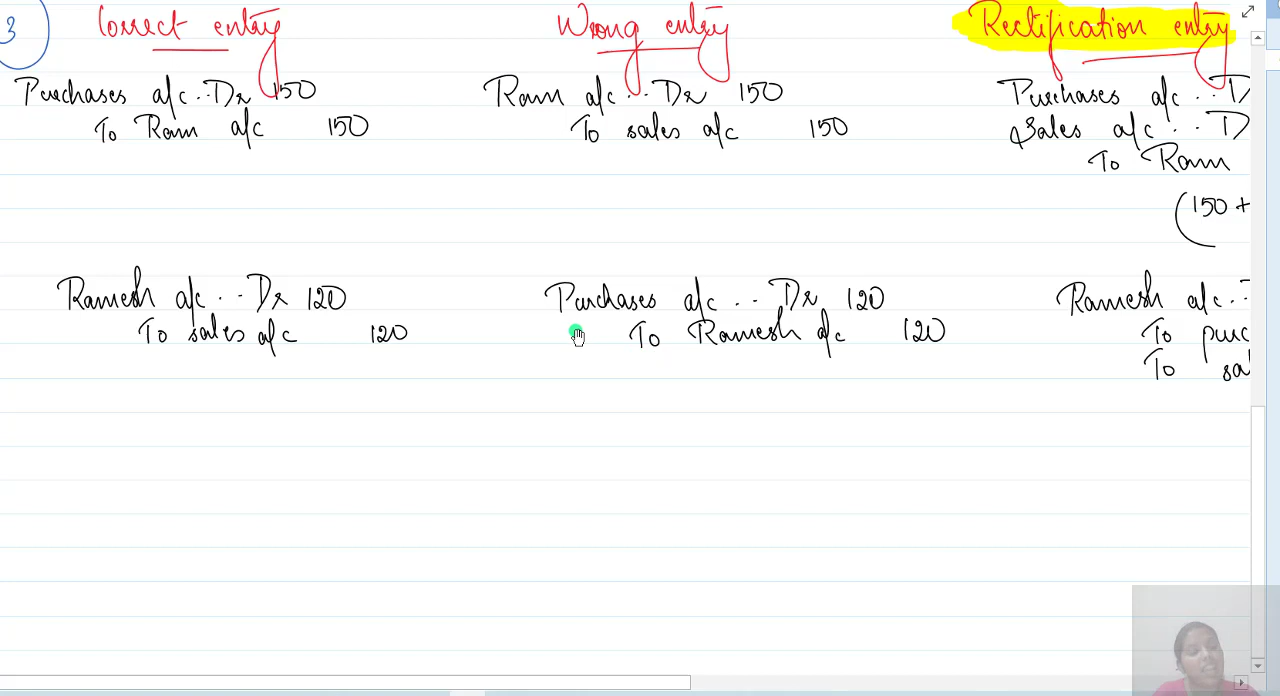 3
Correct entry
Wrong entry
Rectification entry
Purchases a/c .. Dr 150
To Ram a/c 150
Ram a/c .. Dr 150
To sales a/c 150
Purchases a/c .. D
Sales a/c .. D
To Ram
(150 +
Ramesh a/c .. Dr 120
To sales a/c 120
Purchases a/c .. Dr 120
To Ramesh a/c 120
Ramesh a/c ..
To purc
To sa